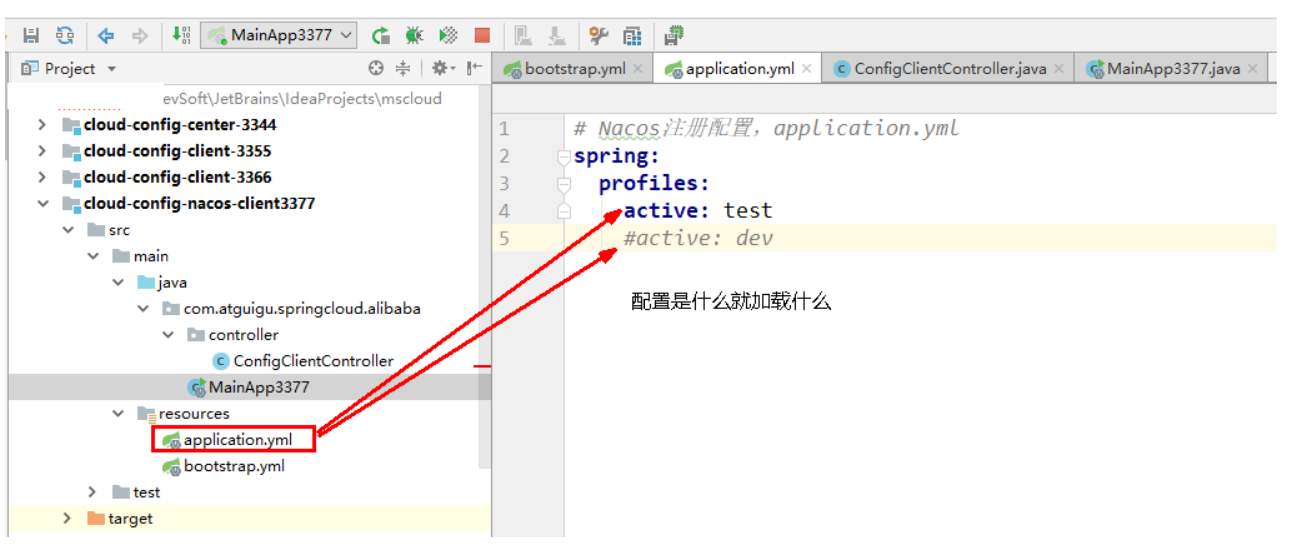 MainApp3377
Project
bootstrap.yml
application.yml
ConfigClientController.java
MainApp3377.java
evSoft\JetBrains\IdeaProjects\mscloud
cloud-config-center-3344
cloud-config-client-3355
cloud-config-client-3366
cloud-config-nacos-client3377
src
main
java
com.atguigu.springcloud.alibaba
controller
ConfigClientController
MainApp3377
resources
application.yml
bootstrap.yml
test
target
1 # Nacos注册配置，application.yml
2 spring:
3 profiles:
4 active: test
5 #active: dev
配置是什么就加载什么